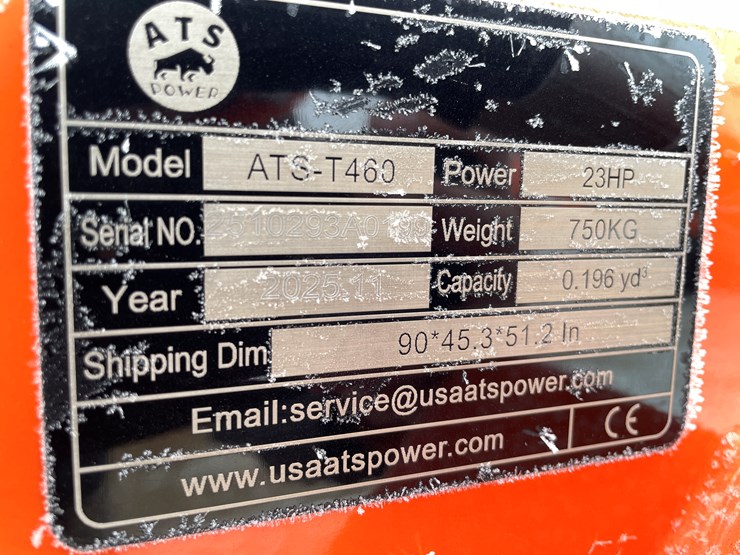 ATS
POWER
Model ATS-T460 Power 23HP
Serial NO. Weight 750KG
Year 2025.11 Capacity 0.196 yd³
Shipping Dim 90*45.3*51.2 In
Email:service@usaatspower.com
www.usaatspower.com CE